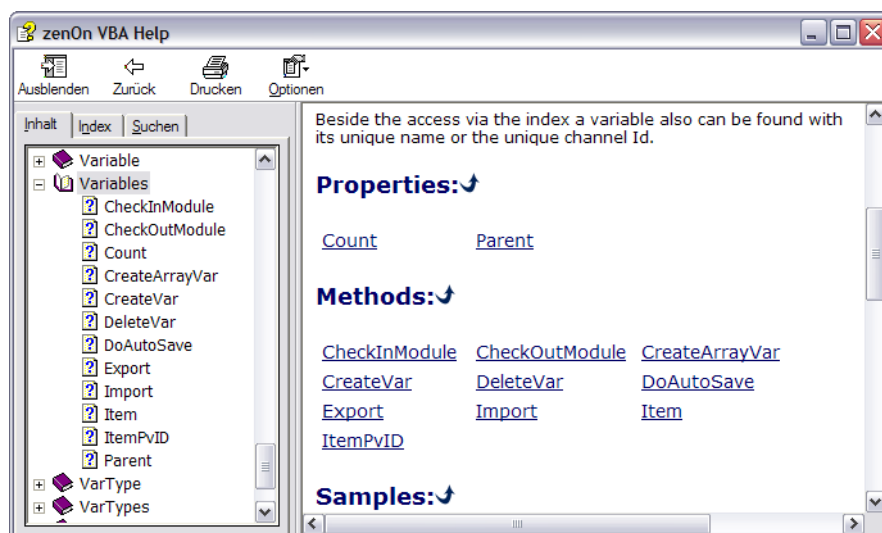 zenOn VBA Help
Ausblenden Zurück Drucken Optionen
Inhalt Index Suchen
Variable
Variables
CheckInModule
CheckOutModule
Count
CreateArrayVar
CreateVar
DeleteVar
DoAutoSave
Export
Import
Item
ItemPvID
Parent
VarType
VarTypes
Beside the access via the index a variable also can be found with
its unique name or the unique channel Id.
Properties:
Count Parent
Methods:
CheckInModule CheckOutModule CreateArrayVar
CreateVar DeleteVar DoAutoSave
Export Import Item
ItemPvID
Samples: